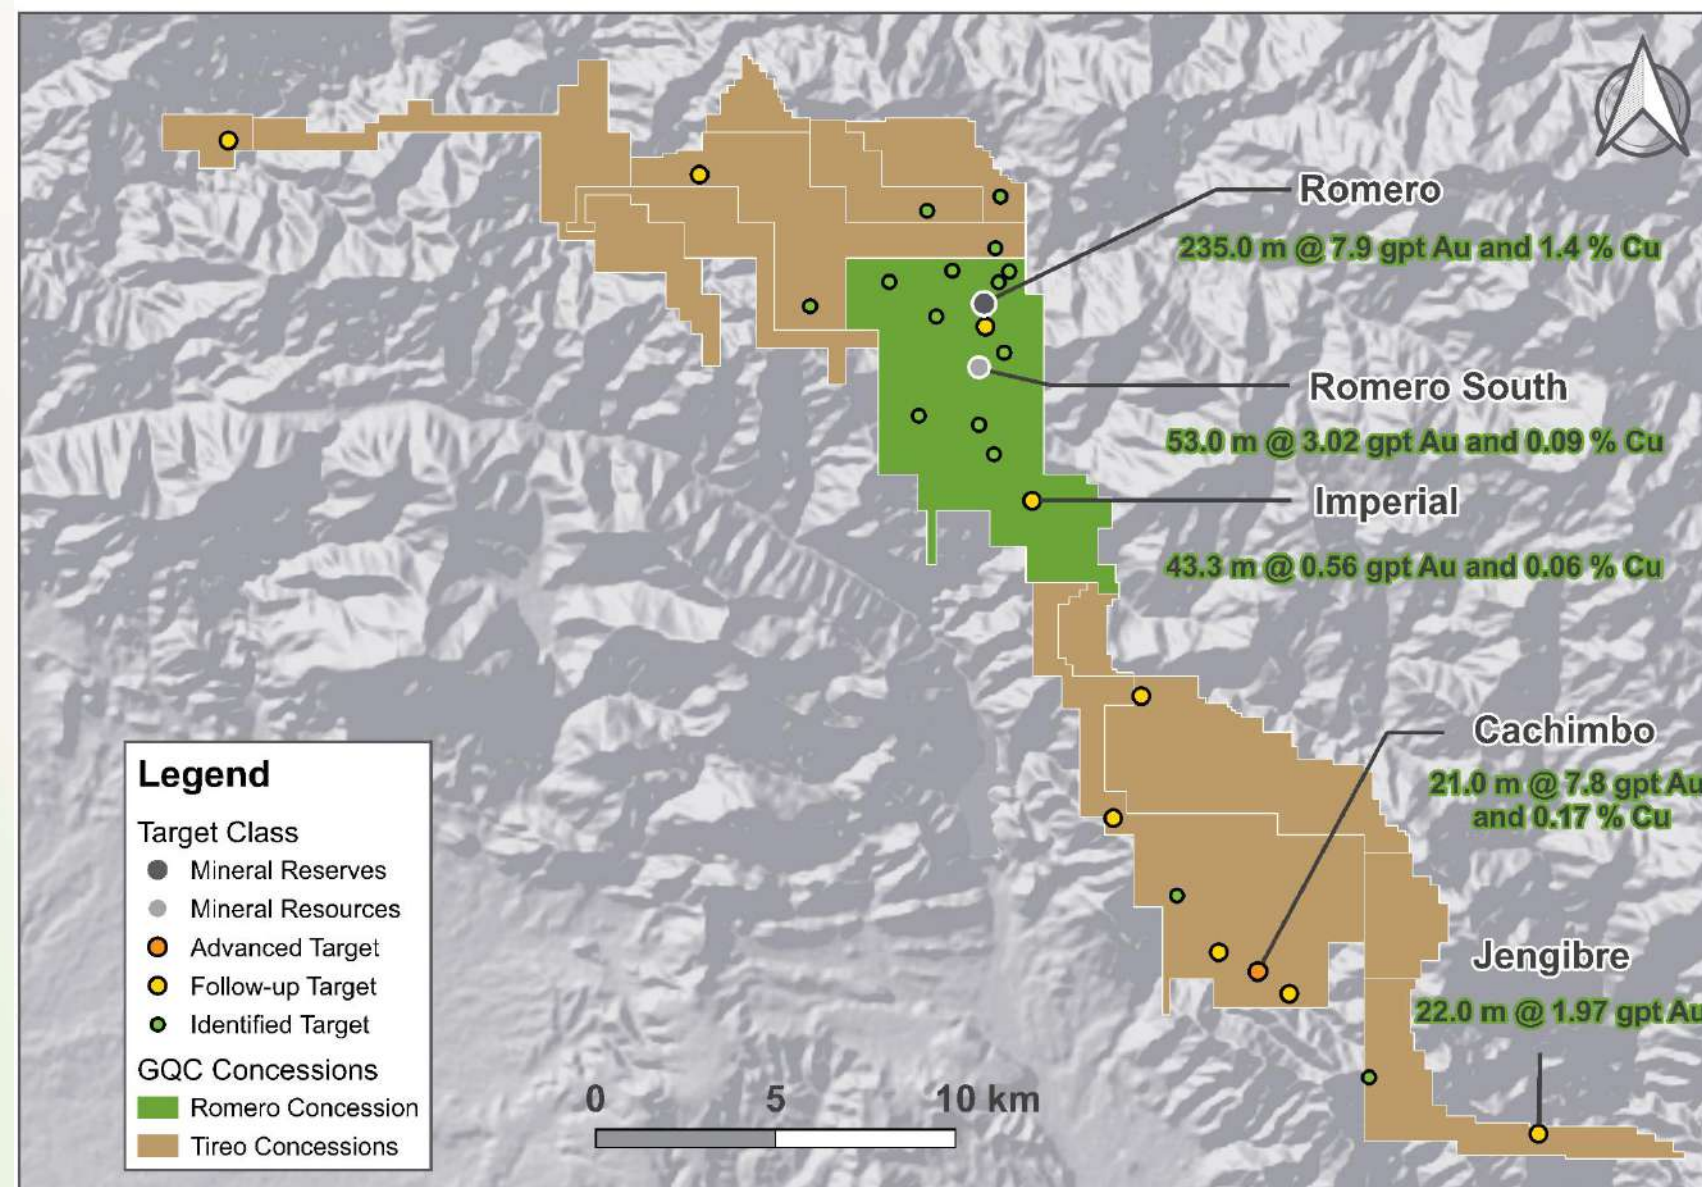 Romero
235.0 m @ 7.9 gpt Au and 1.4 % Cu
Romero South
53.0 m @ 3.02 gpt Au and 0.09 % Cu
Imperial
43.3 m @ 0.56 gpt Au and 0.06 % Cu
Cachimbo
21.0 m @ 7.8 gpt Au
and 0.17 % Cu
Jengibre
22.0 m @ 1.97 gpt Au
Legend
Target Class
Mineral Reserves
Mineral Resources
Advanced Target
Follow-up Target
Identified Target
GQC Concessions
Romero Concession
Tireo Concessions
0 5 10 km